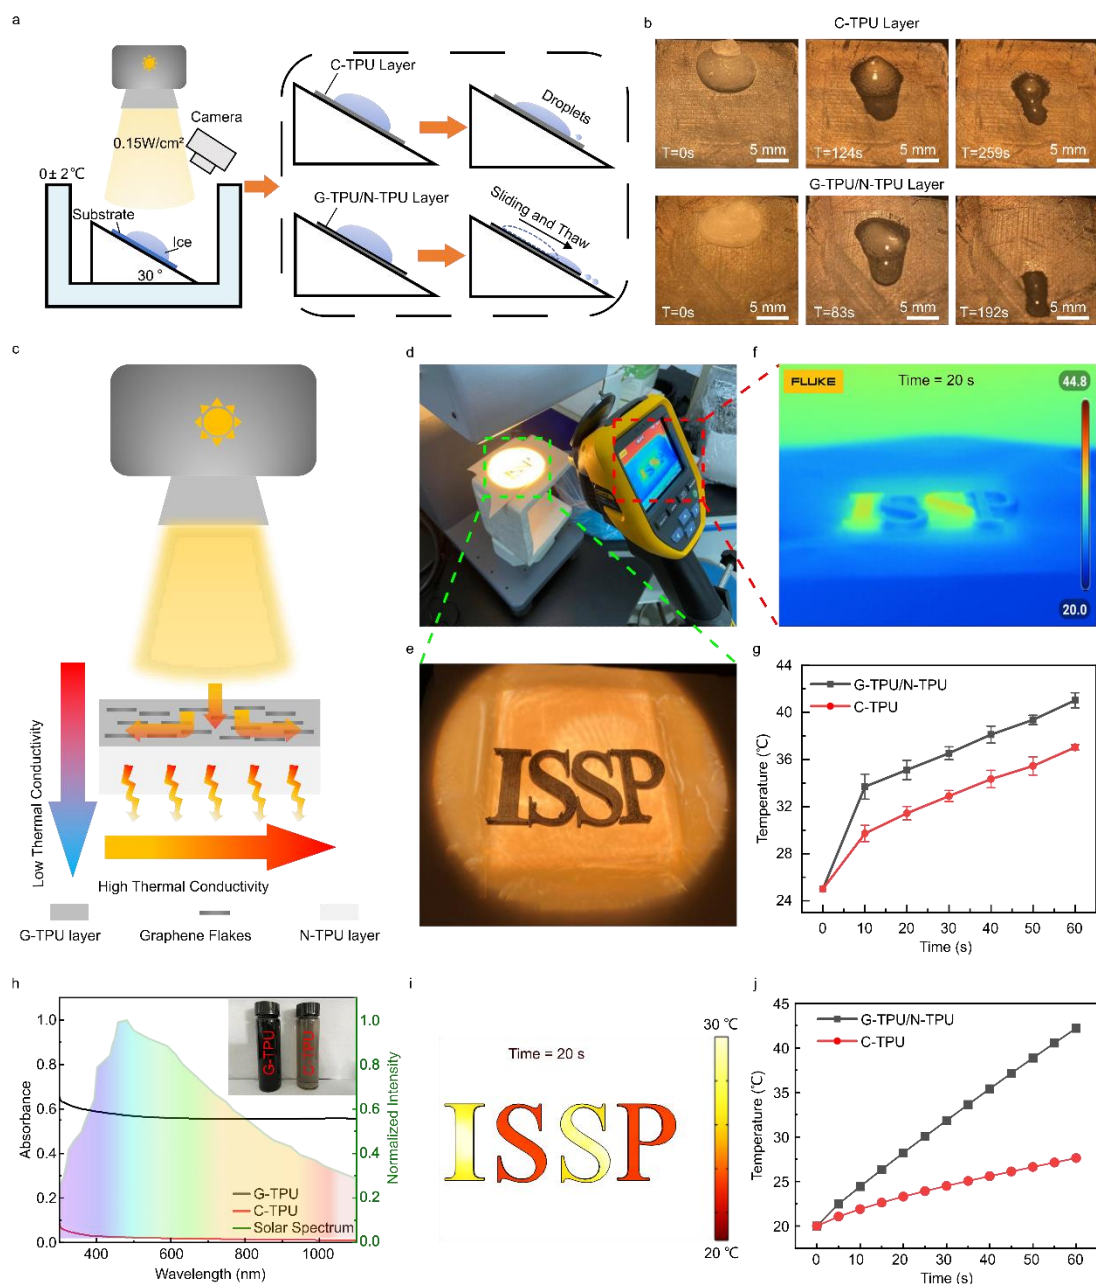 a
Camera
0.15W/cm²
0± 2℃
Substrate
Ice
30 °
C-TPU Layer
Droplets
G-TPU/N-TPU Layer
Sliding and Thaw
b
C-TPU Layer
T=0s
5 mm
T=124s
5 mm
T=259s
5 mm
G-TPU/N-TPU Layer
T=0s
5 mm
T=83s
5 mm
T=192s
5 mm
c
Low Thermal Conductivity
High Thermal Conductivity
G-TPU layer
Graphene Flakes
N-TPU layer
d
ISSP
e
ISSP
f
FLUKE
Time = 20 s
44.8
20.0
ISSP
g
44
40
36
32
28
24
G-TPU/N-TPU
C-TPU
Temperature (℃)
0 10 20 30 40 50 60
Time (s)
h
1.0
0.8
0.6
0.4
0.2
0.0
Absorbance
G-TPU
C-TPU
G-TPU
C-TPU
Solar Spectrum
1.0
0.8
0.6
0.4
0.2
0.0
Normalized Intensity
400 600 800 1000
Wavelength (nm)
i
Time = 20 s
ISSP
30 ℃
20 ℃
j
45
40
35
30
25
20
G-TPU/N-TPU
C-TPU
Temperature (℃)
0 10 20 30 40 50 60
Time (s)